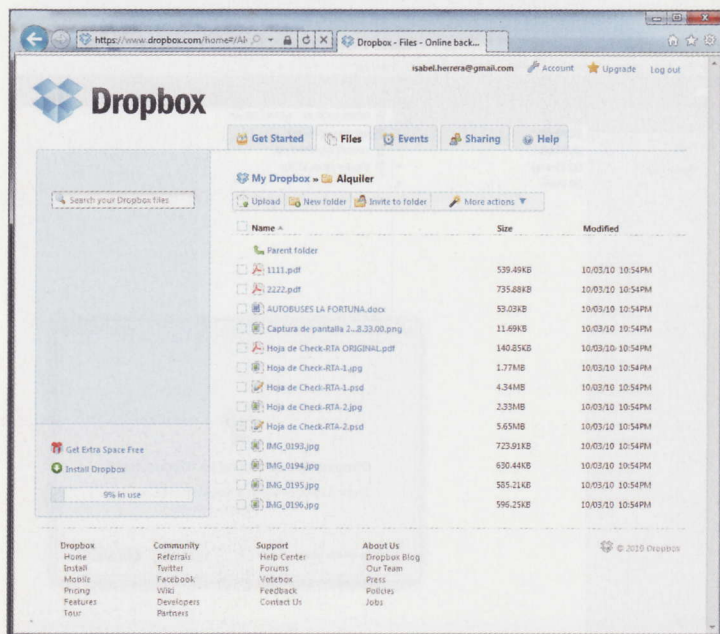 https://www.dropbox.com/home#/Al
Dropbox - Files - Online back...
isabel.herrera@gmail.com Account Upgrade Log out
Dropbox
Get Started Files Events Sharing Help
Search your Dropbox files
My Dropbox » Alquiler
Upload New folder Invite to folder More actions ▼
Name Size Modified
Parent folder
1111.pdf 539.49KB 10/03/10 10:54PM
2222.pdf 735.88KB 10/03/10 10:54PM
AUTOBUSES LA FORTUNA.docx 53.03KB 10/03/10 10:54PM
Captura de pantalla 2...8.33.00.png 11.69KB 10/03/10 10:54PM
Hoja de Check-RTA ORIGINAL.pdf 140.85KB 10/03/10 10:54PM
Hoja de Check-RTA-1.jpg 1.77MB 10/03/10 10:54PM
Hoja de Check-RTA-1.psd 4.34MB 10/03/10 10:54PM
Hoja de Check-RTA-2.jpg 2.33MB 10/03/10 10:54PM
Hoja de Check-RTA-2.psd 5.65MB 10/03/10 10:54PM
IMG_0193.jpg 723.91KB 10/03/10 10:54PM
IMG_0194.jpg 630.44KB 10/03/10 10:54PM
IMG_0195.jpg 585.21KB 10/03/10 10:54PM
IMG_0196.jpg 596.25KB 10/03/10 10:54PM
Get Extra Space Free
Install Dropbox
9% in use
Dropbox Community Support About Us © 2010 Dropbox
Home Referrals Help Center Dropbox Blog
Install Twitter Forums Our Team
Mobile Facebook Votebox Press
Pricing Wiki Feedback Policies
Features Developers Contact Us Jobs
Tour Partners